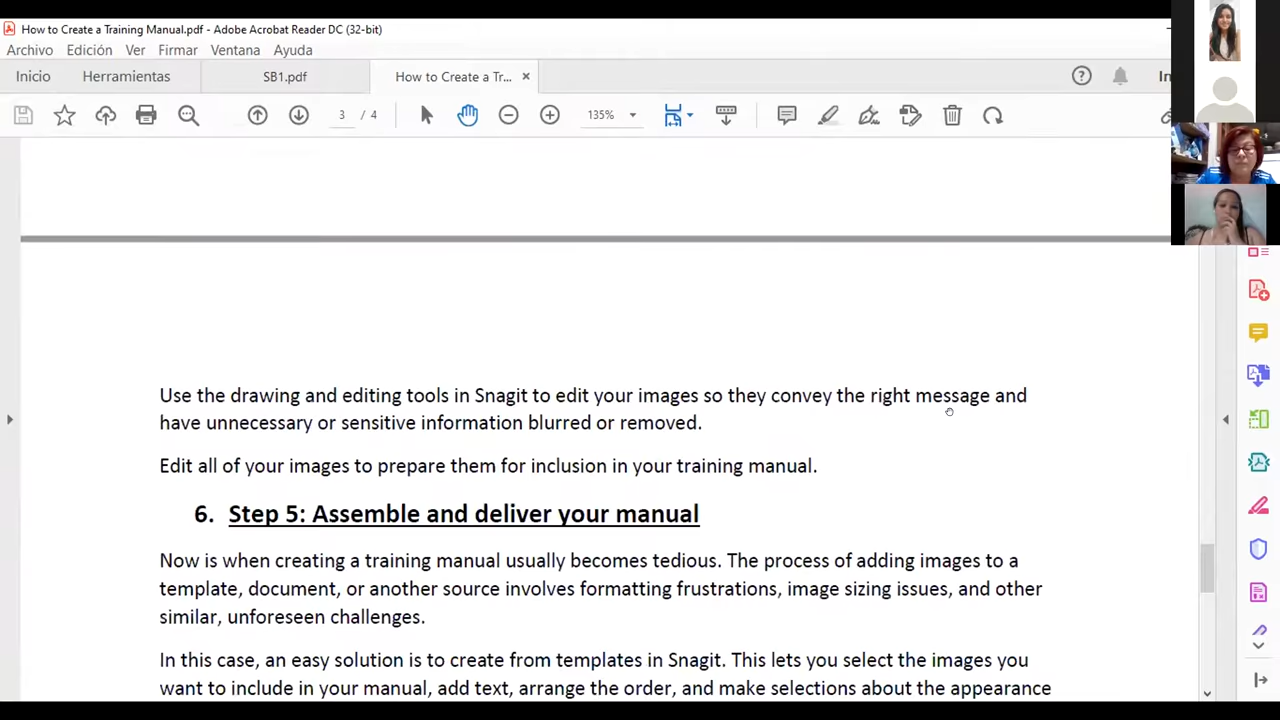 How to Create a Training Manual.pdf - Adobe Acrobat Reader DC (32-bit)
Archivo Edición Ver Firmar Ventana Ayuda
Inicio Herramientas SB1.pdf How to Create a Tr... × In
3 / 4 135%
Use the drawing and editing tools in Snagit to edit your images so they convey the right message and
have unnecessary or sensitive information blurred or removed.
Edit all of your images to prepare them for inclusion in your training manual.
6. Step 5: Assemble and deliver your manual
Now is when creating a training manual usually becomes tedious. The process of adding images to a
template, document, or another source involves formatting frustrations, image sizing issues, and other
similar, unforeseen challenges.
In this case, an easy solution is to create from templates in Snagit. This lets you select the images you
want to include in your manual, add text, arrange the order, and make selections about the appearance